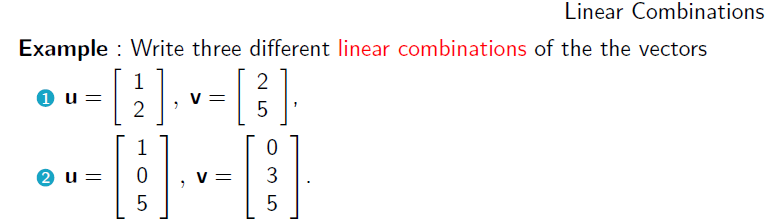 Linear Combinations
Example : Write three different linear combinations of the the vectors
1 u = [ 1 2 ], v = [ 2 5 ],
2 u = [ 1 0 5 ], v = [ 0 3 5 ].